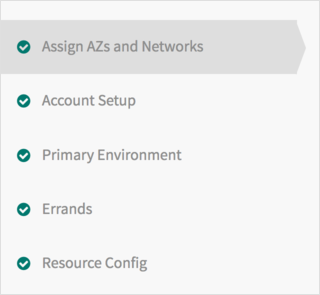 Assign AZs and Networks
Account Setup
Primary Environment
Errands
Resource Config